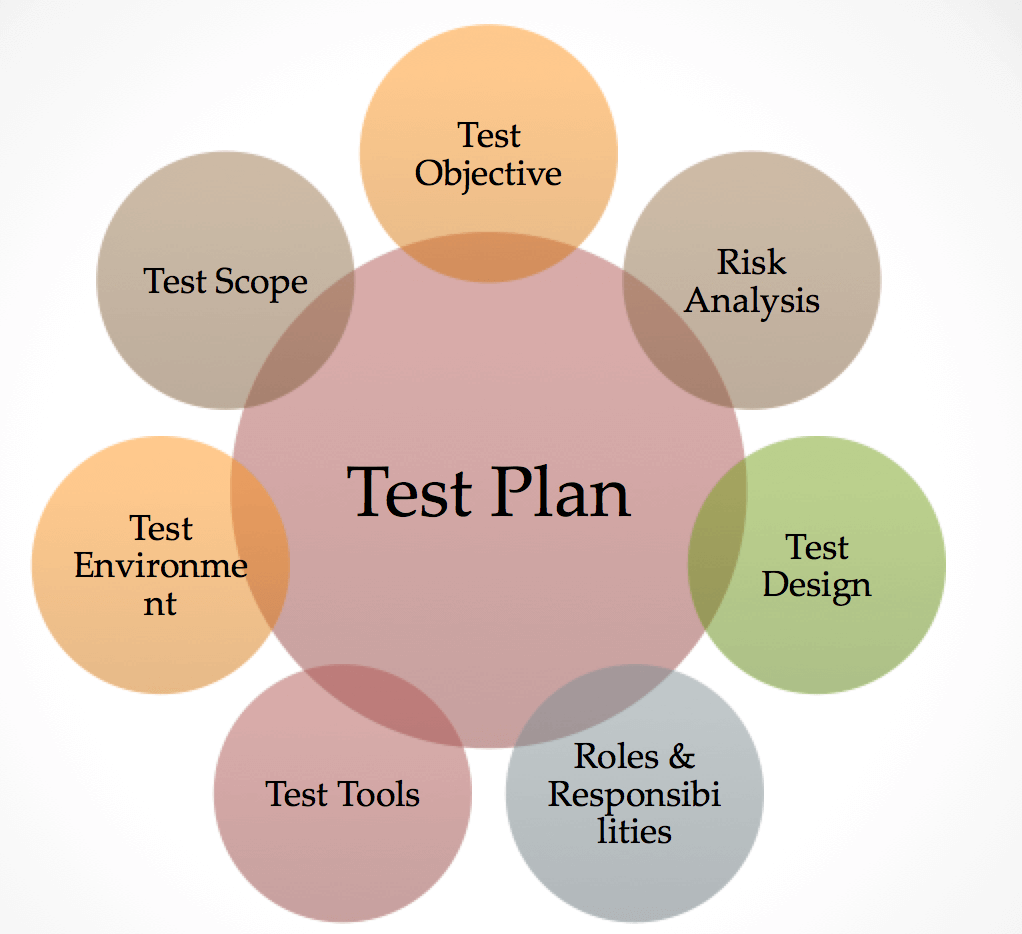 Test
Objective
Test Scope
Risk
Analysis
Test Plan
Test
Environme
nt
Test
Design
Test Tools
Roles &
Responsibi
lities